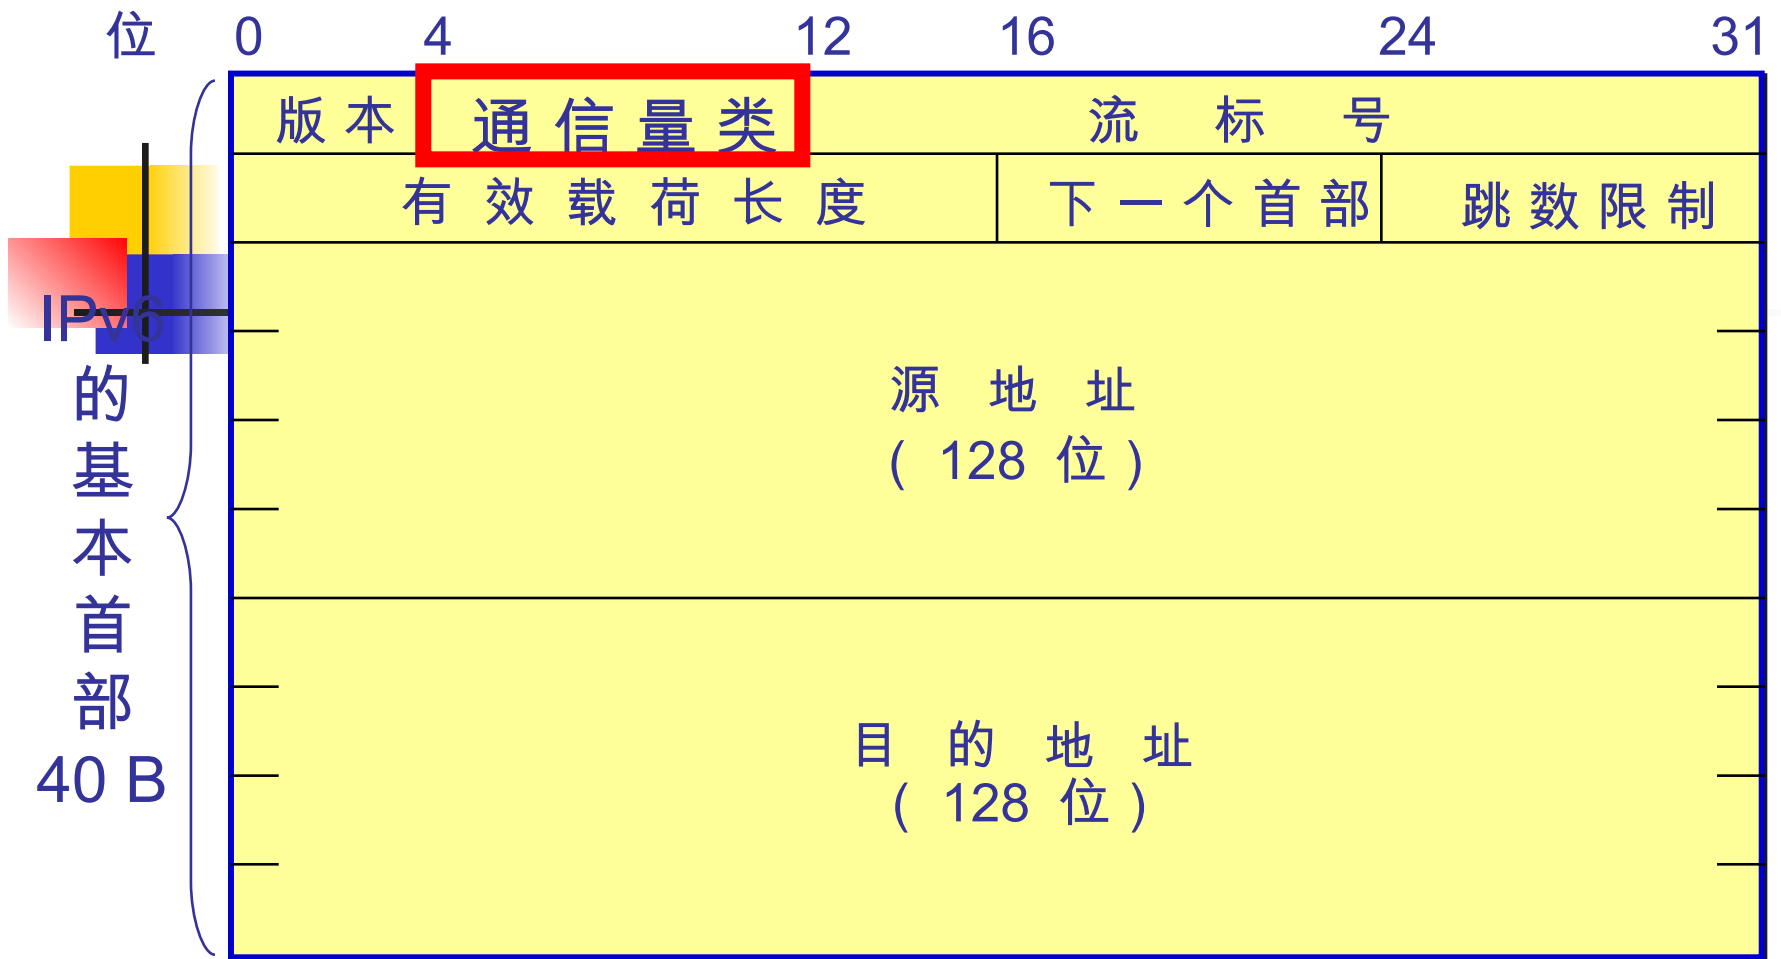 位 0 4 12 16 24 31
版本 通信量类 流标号
有效载荷长度 下一个首部 跳数限制
IPv6
的
基
本
首
部
40 B
源地址
( 128 位 )
目的地址
( 128 位 )